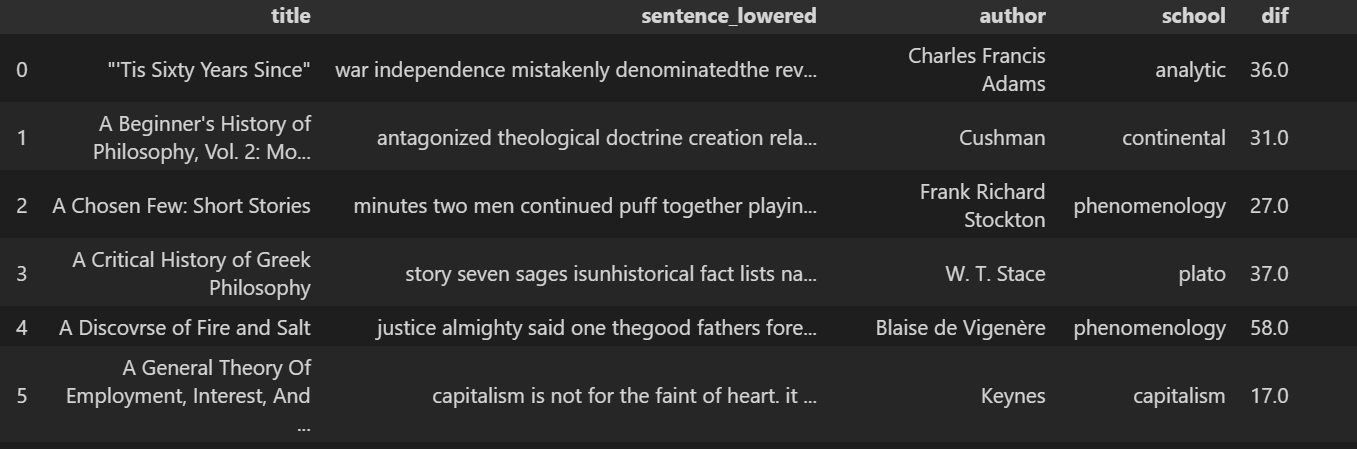 title sentence_lowered author school dif
0 "'Tis Sixty Years Since" war independence mistakenly denominatedthe rev... Charles Francis Adams analytic 36.0
1 A Beginner's History of Philosophy, Vol. 2: Mo... antagonized theological doctrine creation rela... Cushman continental 31.0
2 A Chosen Few: Short Stories minutes two men continued puff together playin... Frank Richard Stockton phenomenology 27.0
3 A Critical History of Greek Philosophy story seven sages isunhistorical fact lists na... W. T. Stace plato 37.0
4 A Discovrse of Fire and Salt justice almighty said one thegood fathers fore... Blaise de Vigenère phenomenology 58.0
5 A General Theory Of Employment, Interest, And ... capitalism is not for the faint of heart. it ... Keynes capitalism 17.0